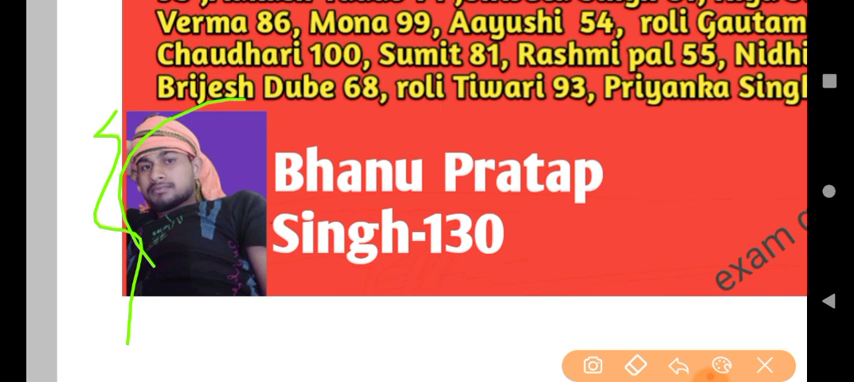 Verma 86, Mona 99, Aayushi 54, roli Gautam
Chaudhari 100, Sumit 81, Rashmi pal 55, Nidhi
Brijesh Dube 68, roli Tiwari 93, Priyanka Singh
Bhanu Pratap
Singh-130
exam